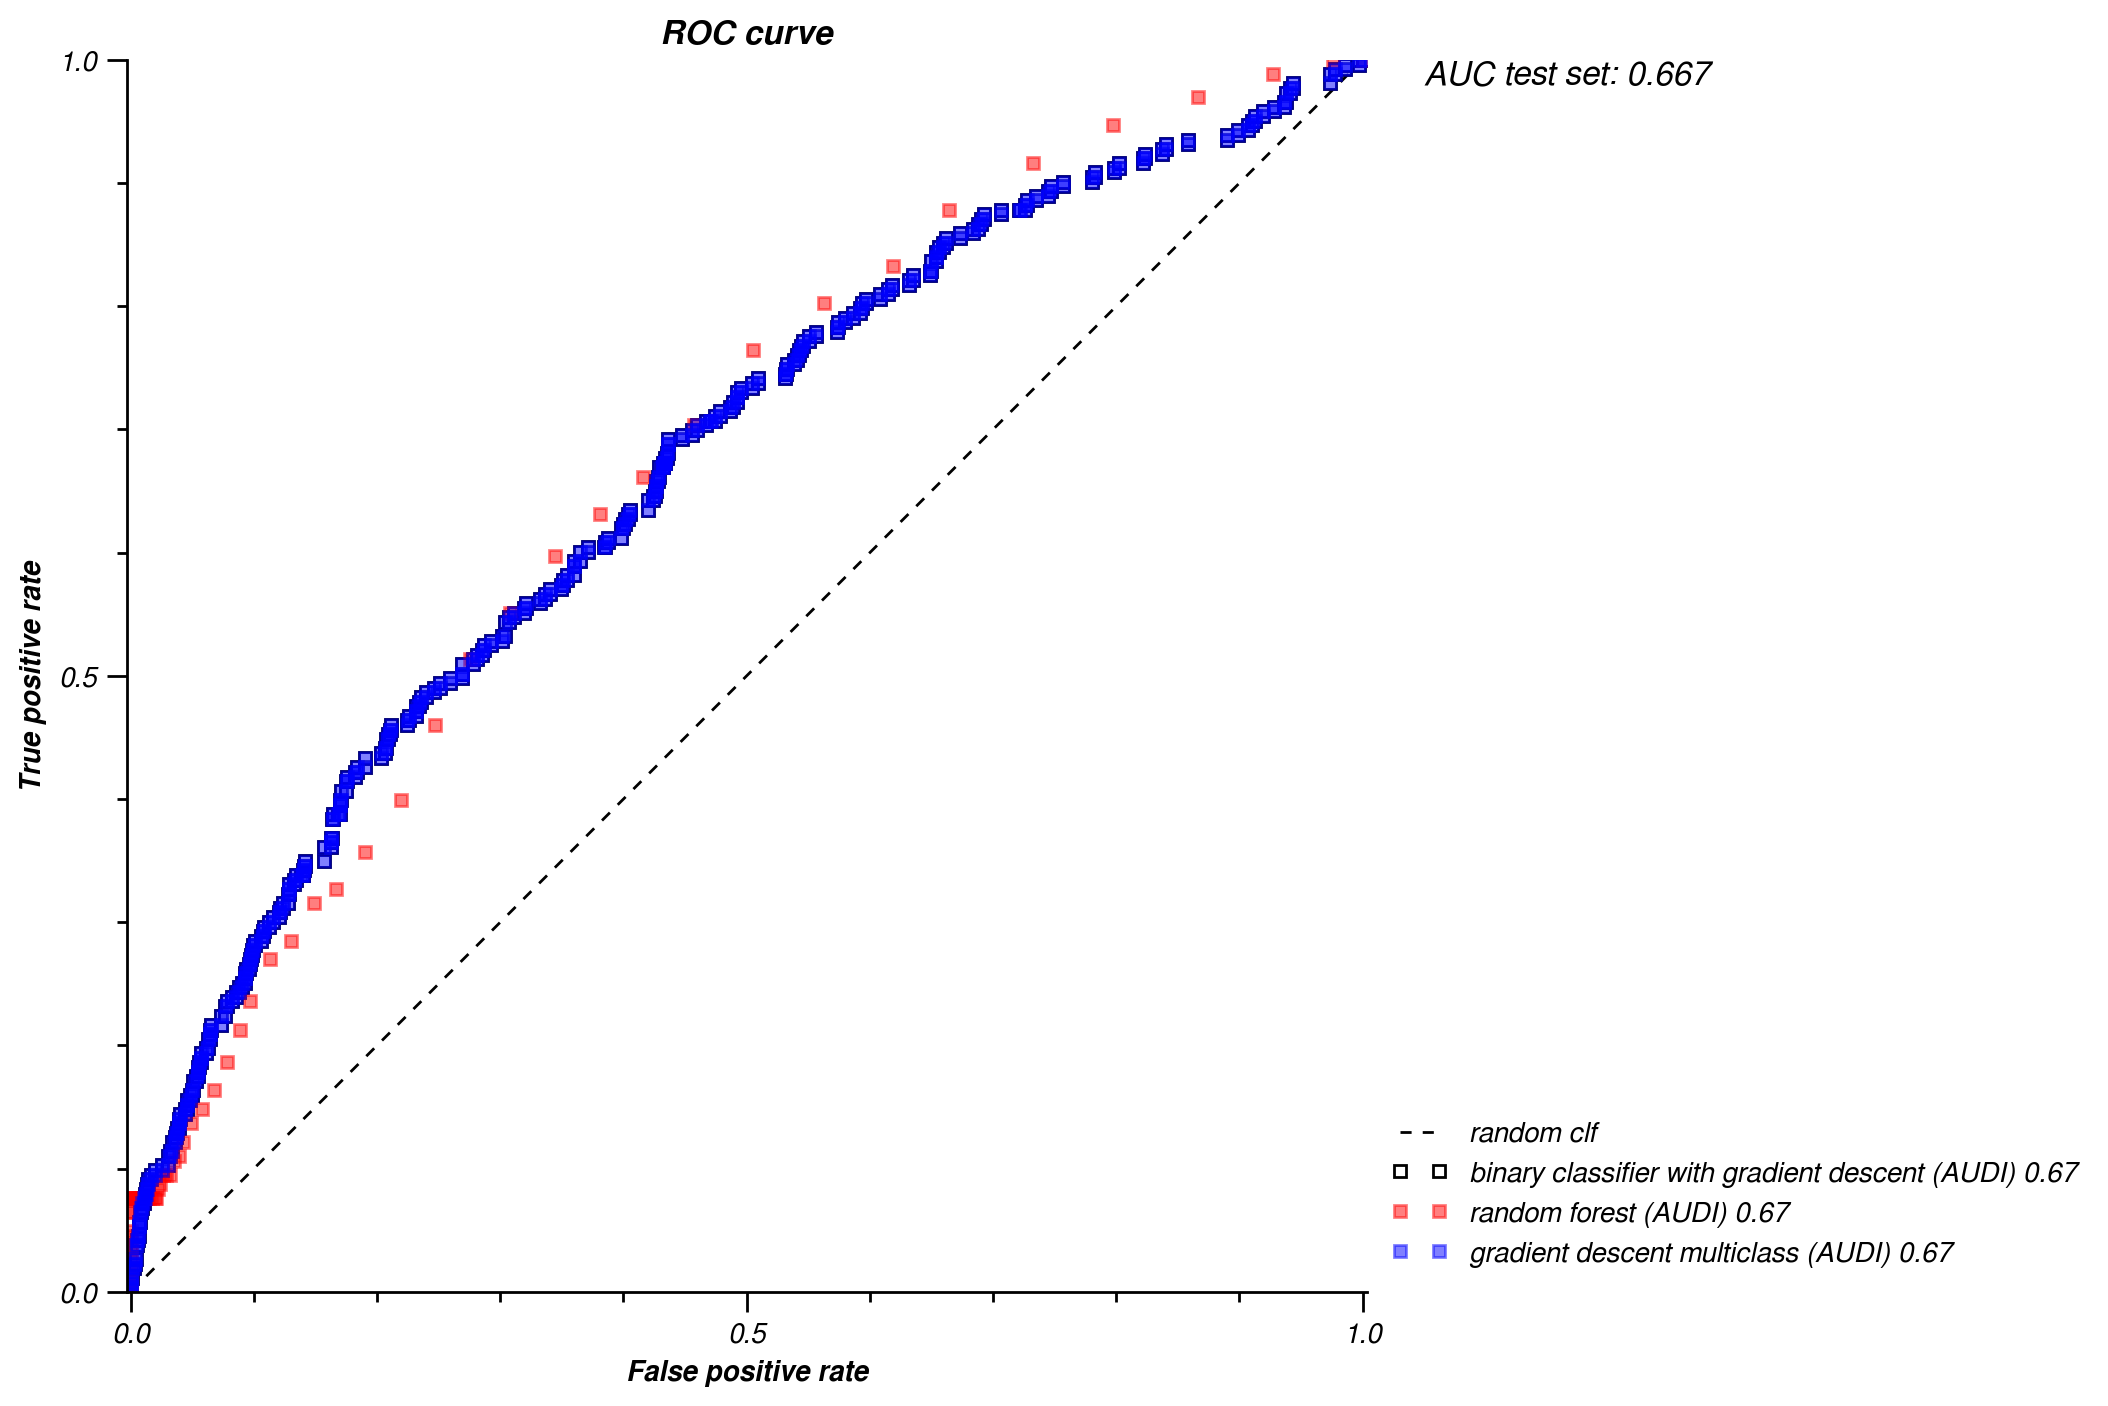 ROC curve
AUC test set: 0.667
1.0
0.5
0.0
True positive rate
0.0 0.5 1.0
False positive rate
random clf
binary classifier with gradient descent (AUDI) 0.67
random forest (AUDI) 0.67
gradient descent multiclass (AUDI) 0.67